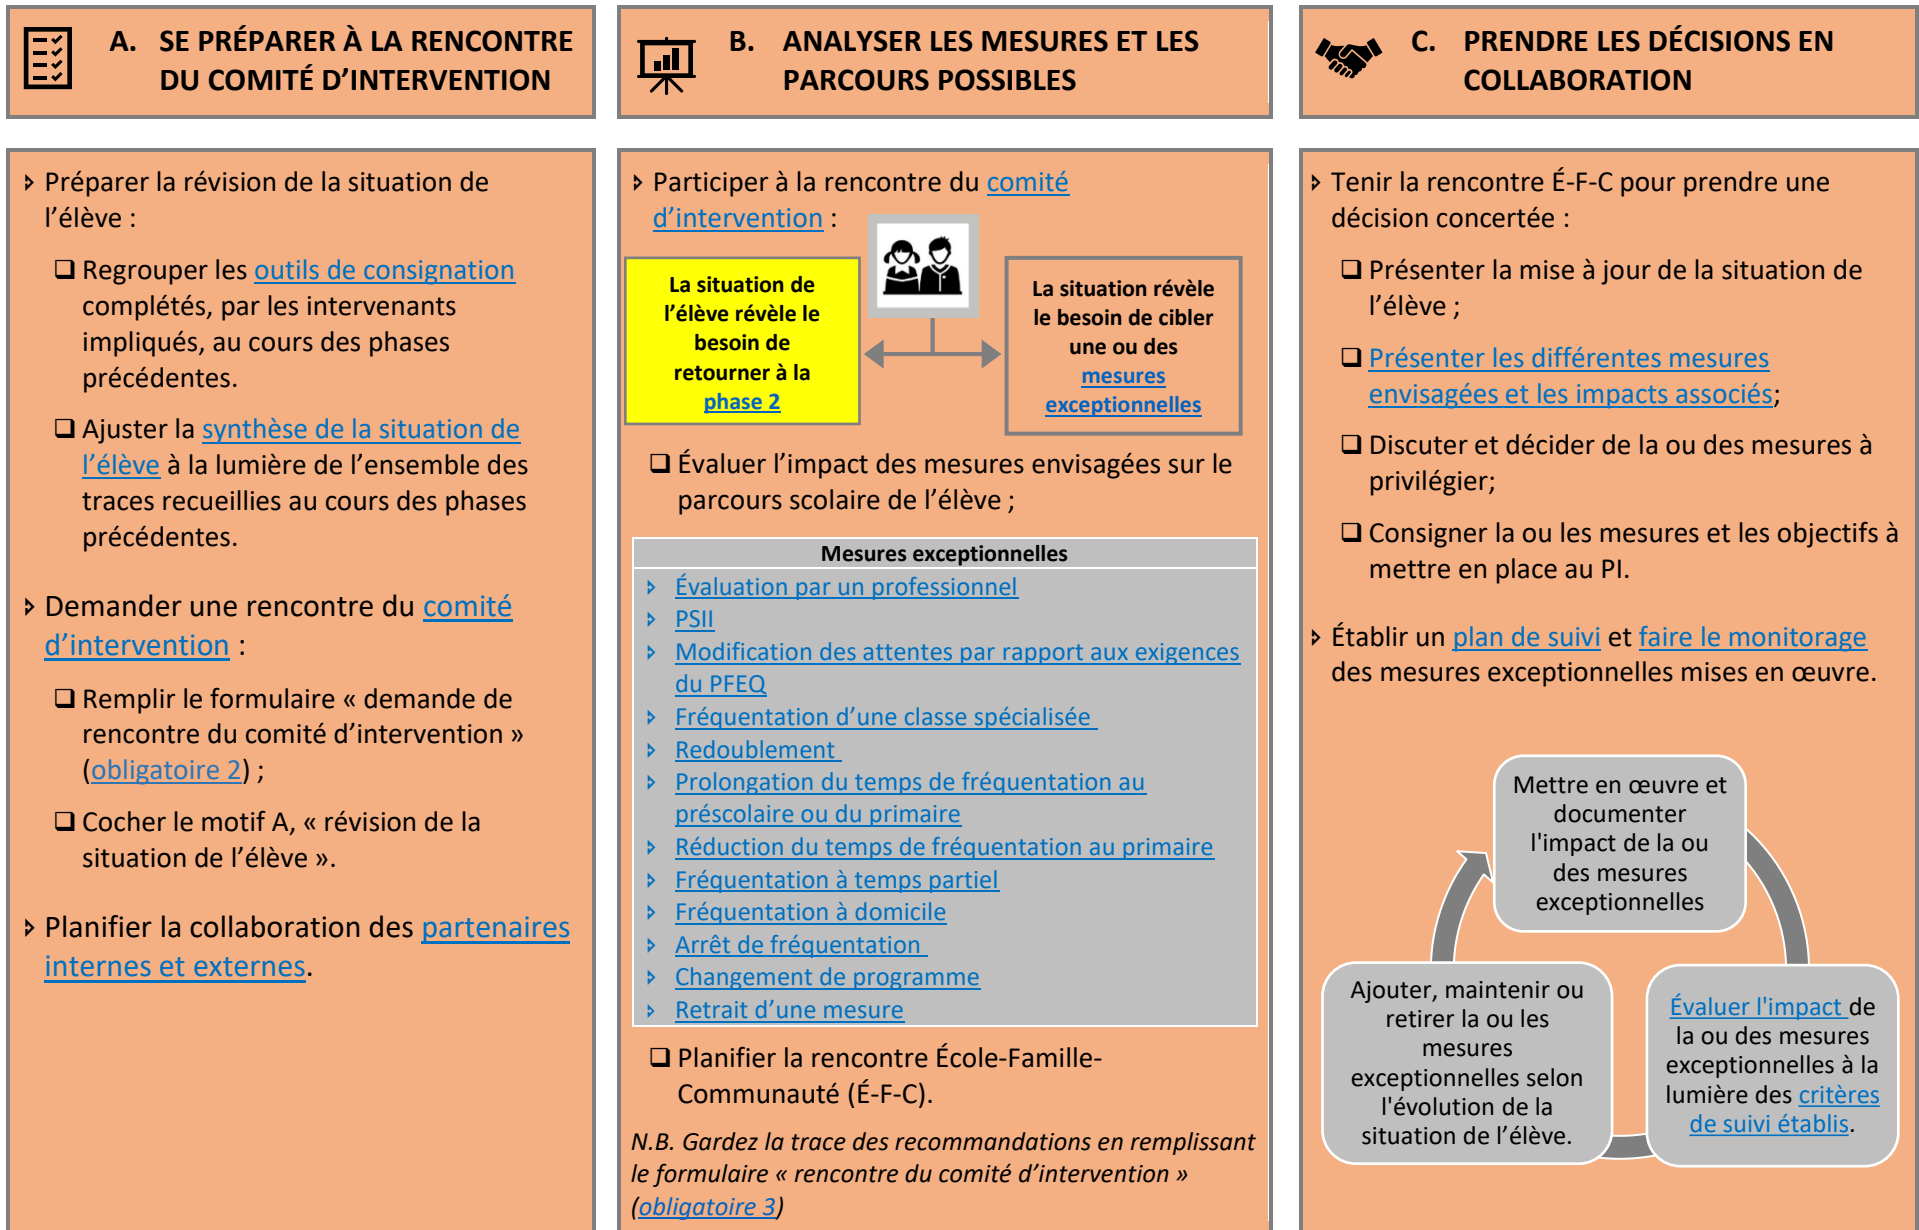 A. SE PRÉPARER À LA RENCONTRE
DU COMITÉ D’INTERVENTION
Préparer la révision de la situation de
l’élève :
Regrouper les outils de consignation
complétés, par les intervenants
impliqués, au cours des phases
précédentes.
Ajuster la synthèse de la situation de
l’élève à la lumière de l’ensemble des
traces recueillies au cours des phases
précédentes.
Demander une rencontre du comité
d’intervention :
Remplir le formulaire « demande de
rencontre du comité d’intervention »
(obligatoire 2) ;
Cocher le motif A, « révision de la
situation de l’élève ».
Planifier la collaboration des partenaires
internes et externes.
B. ANALYSER LES MESURES ET LES
PARCOURS POSSIBLES
Participer à la rencontre du comité
d’intervention :
La situation de
l’élève révèle le
besoin de
retourner à la
phase 2
La situation révèle
le besoin de cibler
une ou des
mesures
exceptionnelles
Évaluer l’impact des mesures envisagées sur le
parcours scolaire de l’élève ;
Mesures exceptionnelles
Évaluation par un professionnel
PSII
Modification des attentes par rapport aux exigences
du PFEQ
Fréquentation d’une classe spécialisée
Redoublement
Prolongation du temps de fréquentation au
préscolaire ou du primaire
Réduction du temps de fréquentation au primaire
Fréquentation à temps partiel
Fréquentation à domicile
Arrêt de fréquentation
Changement de programme
Retrait d’une mesure
Planifier la rencontre École-Famille-
Communauté (É-F-C).
N.B. Gardez la trace des recommandations en remplissant
le formulaire « rencontre du comité d’intervention »
(obligatoire 3)
C. PRENDRE LES DÉCISIONS EN
COLLABORATION
Tenir la rencontre É-F-C pour prendre une
décision concertée :
Présenter la mise à jour de la situation de
l’élève ;
Présenter les différentes mesures
envisagées et les impacts associés;
Discuter et décider de la ou des mesures à
privilégier;
Consigner la ou les mesures et les objectifs à
mettre en place au PI.
Établir un plan de suivi et faire le monitorage
des mesures exceptionnelles mises en œuvre.
Mettre en œuvre et
documenter
l'impact de la ou
des mesures
exceptionnelles
Évaluer l'impact de
la ou des mesures
exceptionnelles à la
lumière des critères
de suivi établis.
Ajouter, maintenir ou
retirer la ou les
mesures
exceptionnelles selon
l'évolution de la
situation de l’élève.